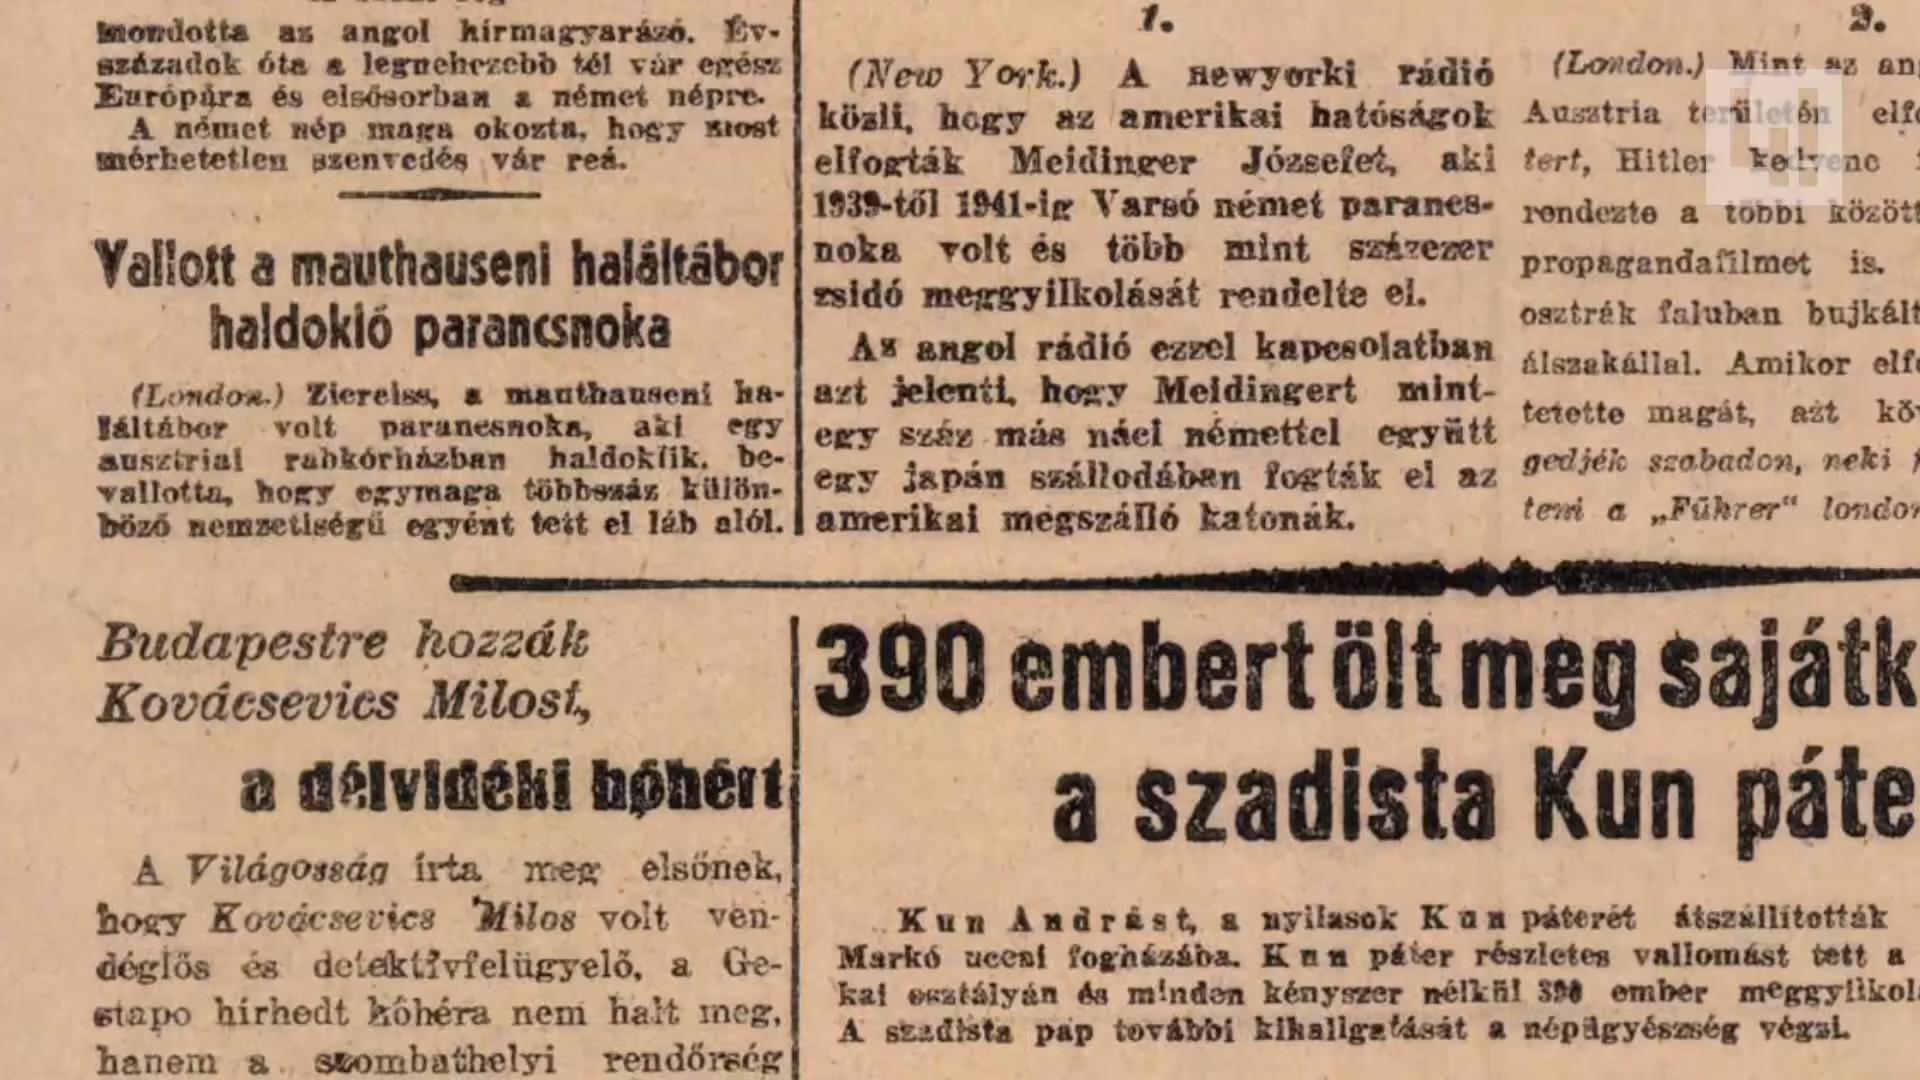 mondotta az angol hírmagyarázó. Év-
századok óta a legnehezebb tél vár egész
Európára és elsősorban a német népre.
A német nép maga okozta, hogy most
mérhetetlen szenvedés vár reá.
Vallott a mauthauseni haláltábor
haldokló parancsnoka
(London.) Ziereiss, a mauthauseni ha-
láltábor volt parancsnoka, aki egy
ausztriai rabkórházban haldoklik, be-
vallotta, hogy egymaga többszáz külön-
böző nemzetiségű egyént tett el láb alól.
Budapestre hozzák
Kovácsevics Milost,
a délvidéki hóhért
A Világosság írta meg elsőnek,
hogy Kovácsevics Milos volt ven-
déglős és detektívfelügyelő, a Ge-
stapo hírhedt hóhéra nem halt meg,
hanem a szombathelyi rendőrség
1.
(New York.) A newyorki rádió
közli, hogy az amerikai hatóságok
elfogták Meidinger Józsefet, aki
1939-től 1941-ig Varsó német parancs-
noka volt és több mint százezer
zsidó meggyilkolását rendelte el.
Az angol rádió ezzel kapcsolatban
azt jelenti, hogy Meidingert mint-
egy száz más náci némettel együtt
egy japán szállodában fogták el az
amerikai megszálló katonák.
2.
(London.) Mint az an
Ausztria területén elfo
tert, Hitler kedvenc
rendezte a többi között
propagandafilmet is.
osztrák faluban bujkált
álszakállal. Amikor elfo
tetette magát, azt kö
gedjék szabadon, neki
teni a „Führer“ londo
390 embert ölt meg sajátk
a szadista Kun páte
Kun Andrást, a nyilasok Kun páterét átszállították
Markó uccai fogházába. Kun páter részletes vallomást tett a
kai osztályán és minden kényszer nélkül 390 ember meggyilkol
A szadista pap további kihallgatását a népügyészség végzi.